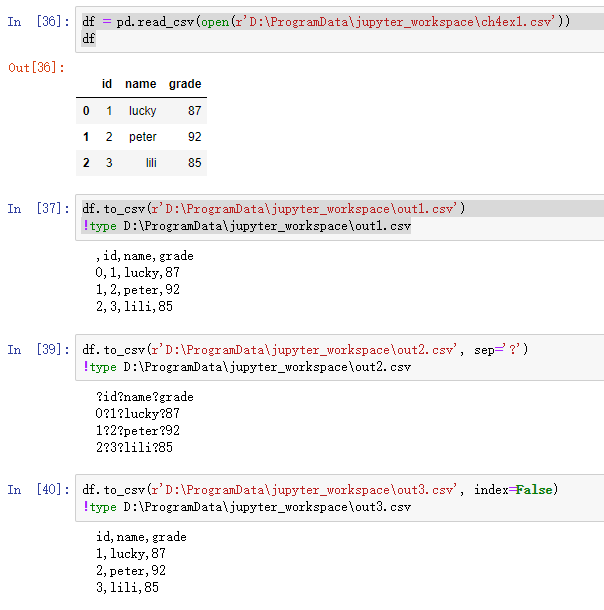 In [36]: df = pd.read_csv(open(r'D:\ProgramData\jupyter_workspace\ch4ex1.csv'))
df
Out[36]:
id name grade
0 1 lucky 87
1 2 peter 92
2 3 lili 85
In [37]: df.to_csv(r'D:\ProgramData\jupyter_workspace\out1.csv')
!type D:\ProgramData\jupyter_workspace\out1.csv
,id,name,grade
0,1,lucky,87
1,2,peter,92
2,3,lili,85
In [39]: df.to_csv(r'D:\ProgramData\jupyter_workspace\out2.csv', sep='?')
!type D:\ProgramData\jupyter_workspace\out2.csv
?id?name?grade
0?1?lucky?87
1?2?peter?92
2?3?lili?85
In [40]: df.to_csv(r'D:\ProgramData\jupyter_workspace\out3.csv', index=False)
!type D:\ProgramData\jupyter_workspace\out3.csv
id,name,grade
1,lucky,87
2,peter,92
3,lili,85